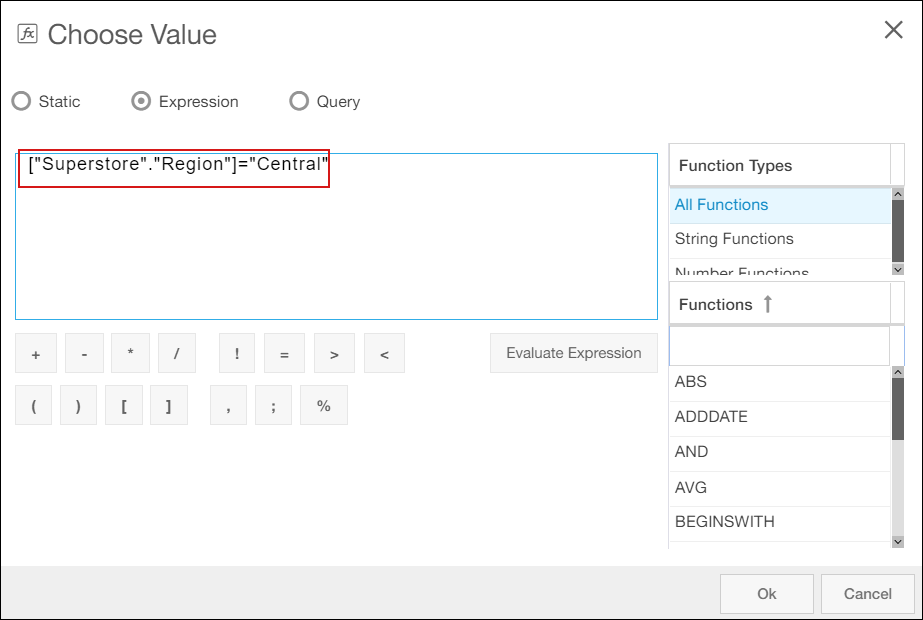 fx Choose Value
Static Expression Query
["Superstore"."Region"]="Central"
Function Types
All Functions
String Functions
Number Functions
Functions
+ - * / ! = > <
Evaluate Expression
( ) [ ] , ; %
ABS
ADDDATE
AND
AVG
BEGINSWITH
Ok Cancel